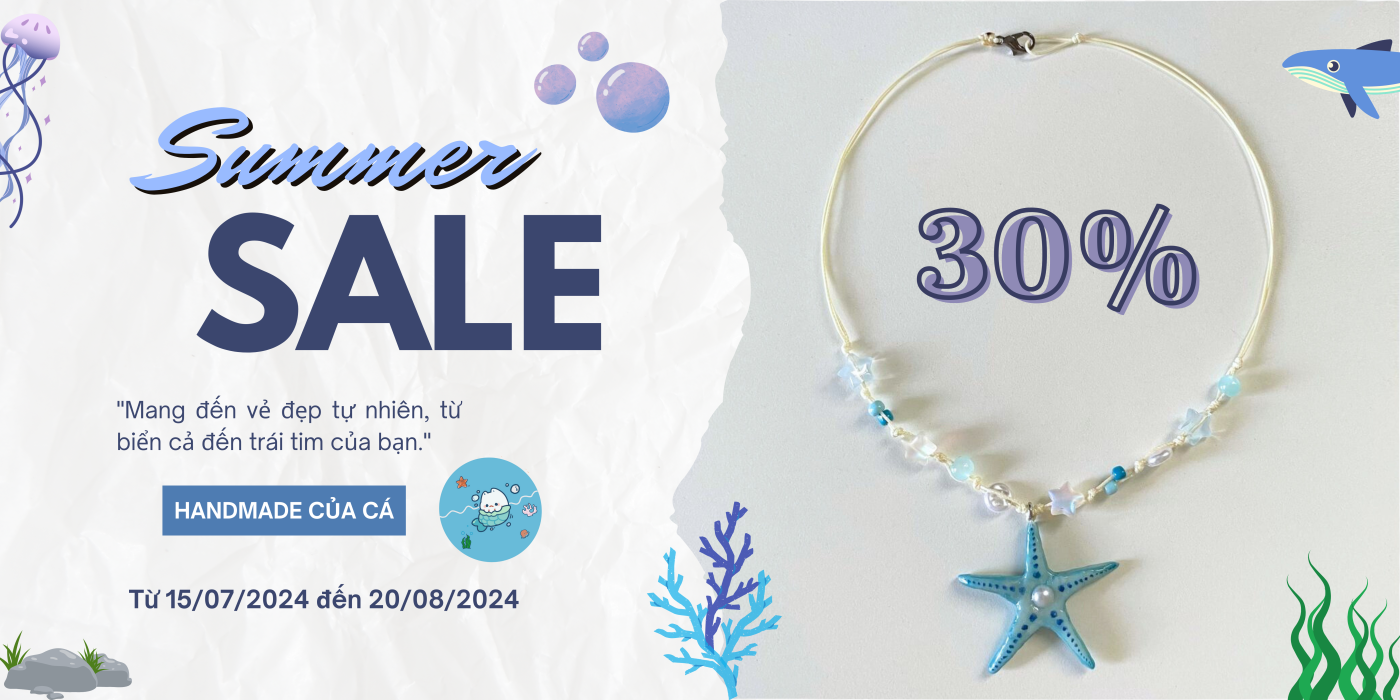 Summer
SALE
30%
"Mang đến vẻ đẹp tự nhiên, từ
biển cả đến trái tim của bạn."
HANDMADE CỦA CÁ
Từ 15/07/2024 đến 20/08/2024